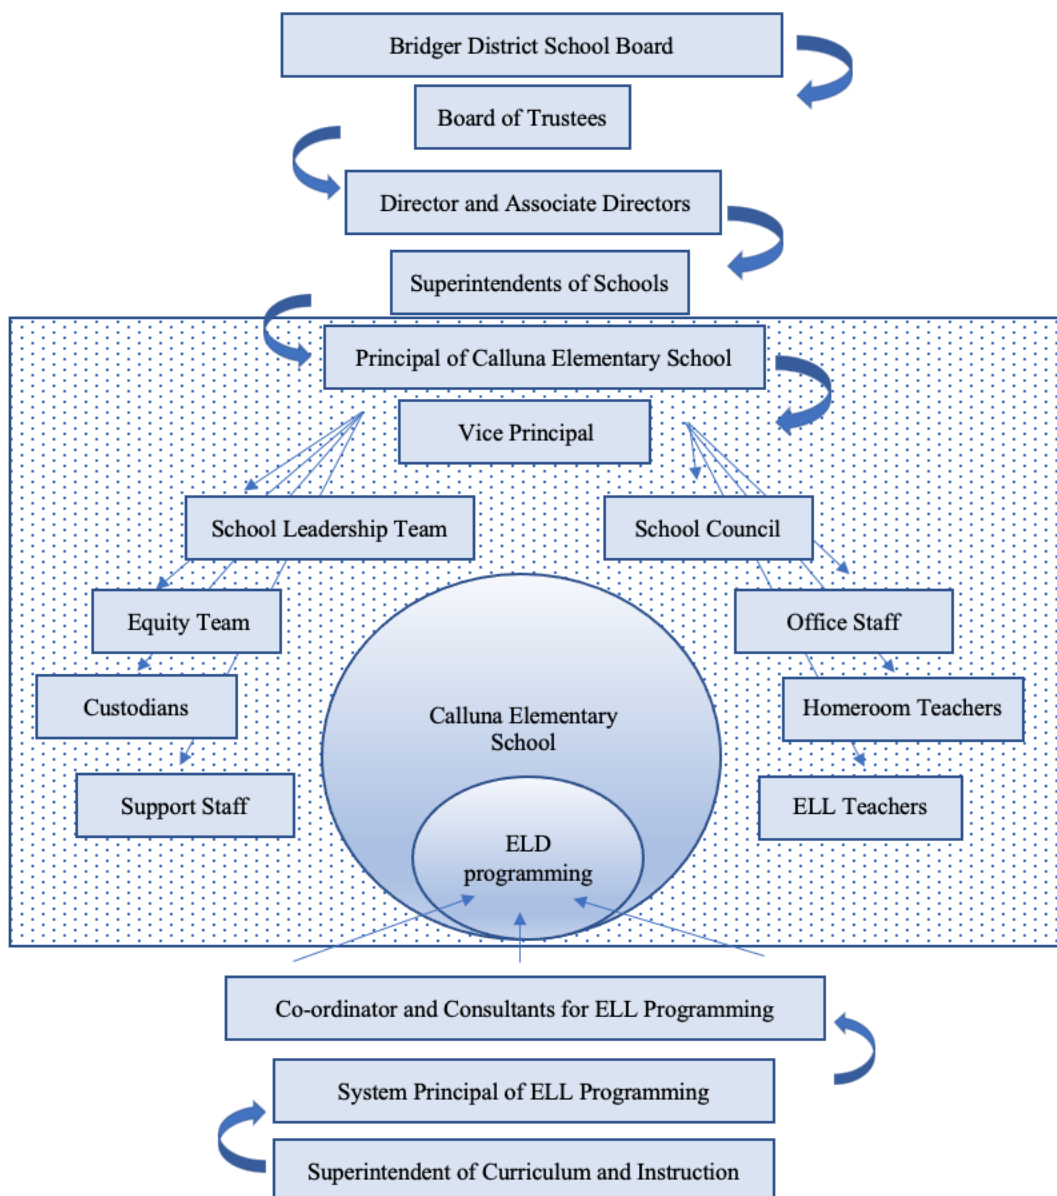 Bridger District School Board
Board of Trustees
Director and Associate Directors
Superintendents of Schools
Principal of Calluna Elementary School
Vice Principal
School Leadership Team
School Council
Equity Team
Office Staff
Custodians
Homeroom Teachers
Calluna Elementary
School
Support Staff
ELL Teachers
ELD
programming
Co-ordinator and Consultants for ELL Programming
System Principal of ELL Programming
Superintendent of Curriculum and Instruction